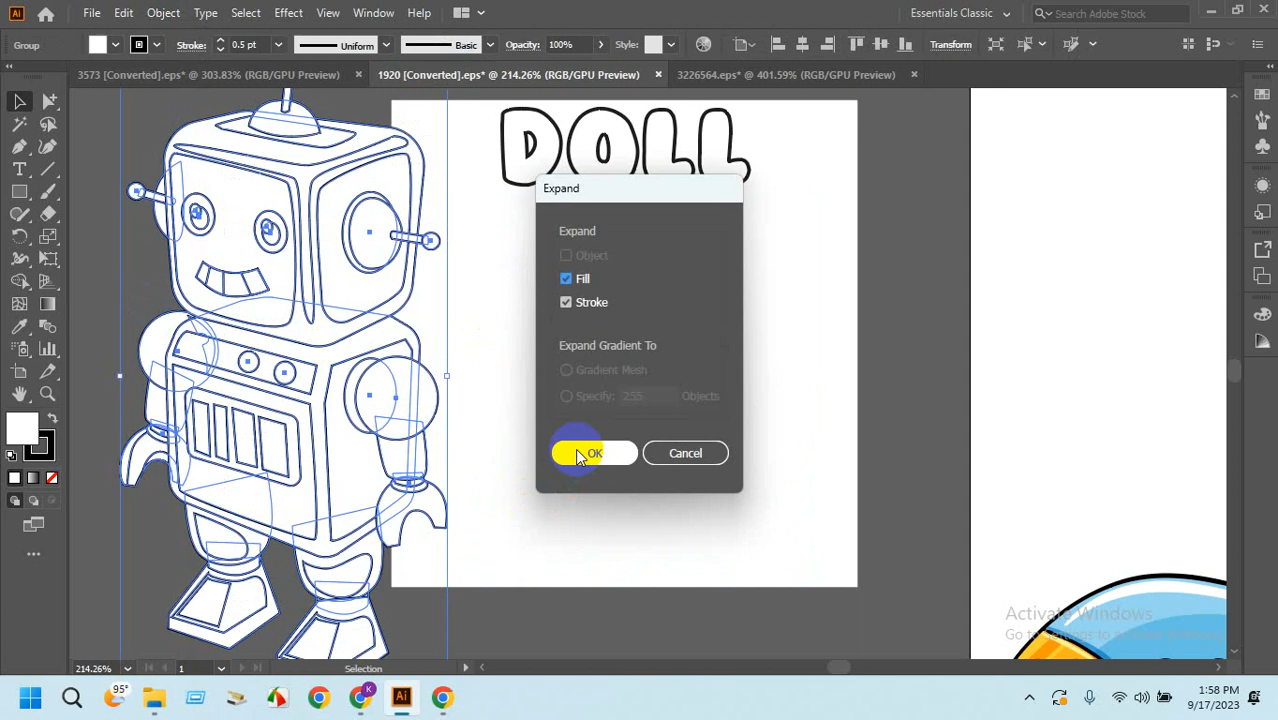 Ai File Edit Object Type Select Effect View Window Help Essentials Classic Search Adobe Stock
Group Stroke: 0.5 pt Uniform Basic Opacity: 100% Style: Transform
3573 [Converted].eps* @ 303.83% (RGB/GPU Preview) × 1920 [Converted].eps* @ 214.26% (RGB/GPU Preview) × 3226564.eps* @ 401.59% (RGB/GPU Preview) ×
DOLL
Expand
Expand
Object
Fill
Stroke
Expand Gradient To
Gradient Mesh
Specify: 255 Objects
OK Cancel
Activate Windows
Go to Settings to activate Windows.
214.26% 1 Selection
95° K Ai 1:58 PM
9/17/2023